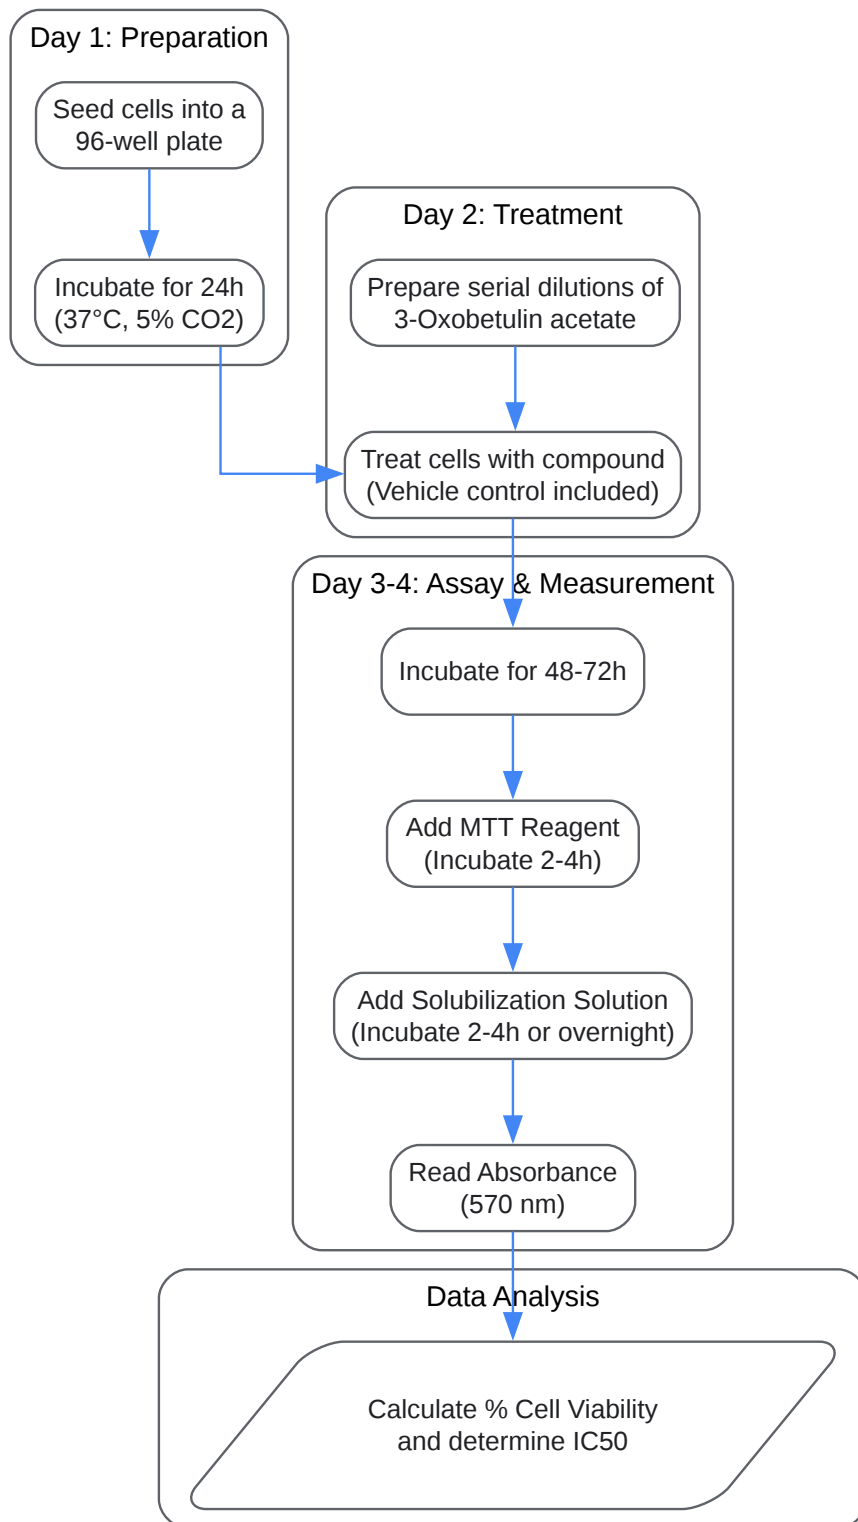 Day 1: Preparation
Seed cells into a
96-well plate
Incubate for 24h
(37°C, 5% CO2)
Day 2: Treatment
Prepare serial dilutions of
3-Oxobetulin acetate
Treat cells with compound
(Vehicle control included)
Day 3-4: Assay & Measurement
Incubate for 48-72h
Add MTT Reagent
(Incubate 2-4h)
Add Solubilization Solution
(Incubate 2-4h or overnight)
Read Absorbance
(570 nm)
Data Analysis
Calculate % Cell Viability
and determine IC50